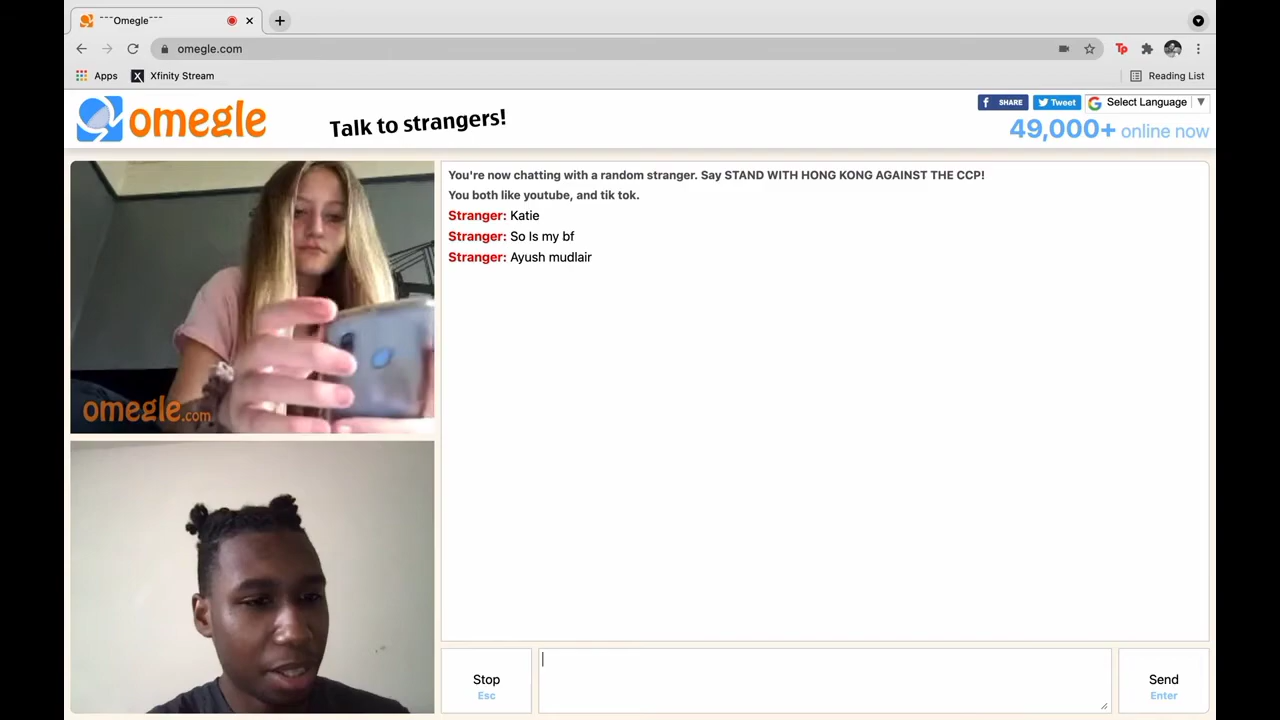 ---Omegle---
omegle.com
Apps
Xfinity Stream
Reading List
omegle
Talk to strangers!
SHARE
Tweet
Select Language
49,000+ online now
You're now chatting with a random stranger. Say STAND WITH HONG KONG AGAINST THE CCP!
You both like youtube, and tik tok.
Stranger: Katie
Stranger: So Is my bf
Stranger: Ayush mudlair
omegle.com
Stop
Esc
Send
Enter